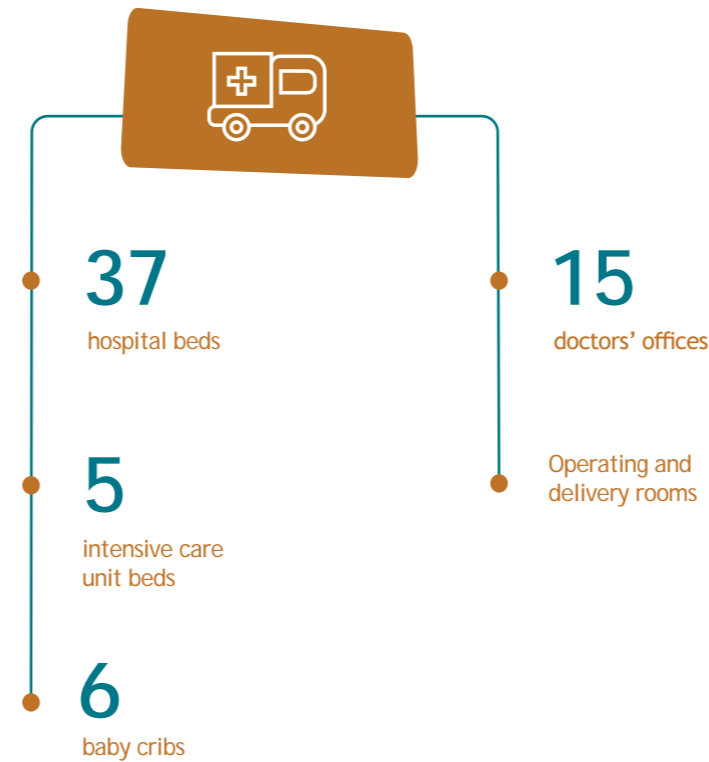 37
hospital beds
5
intensive care
unit beds
6
baby cribs
15
doctors’ offices
Operating and
delivery rooms